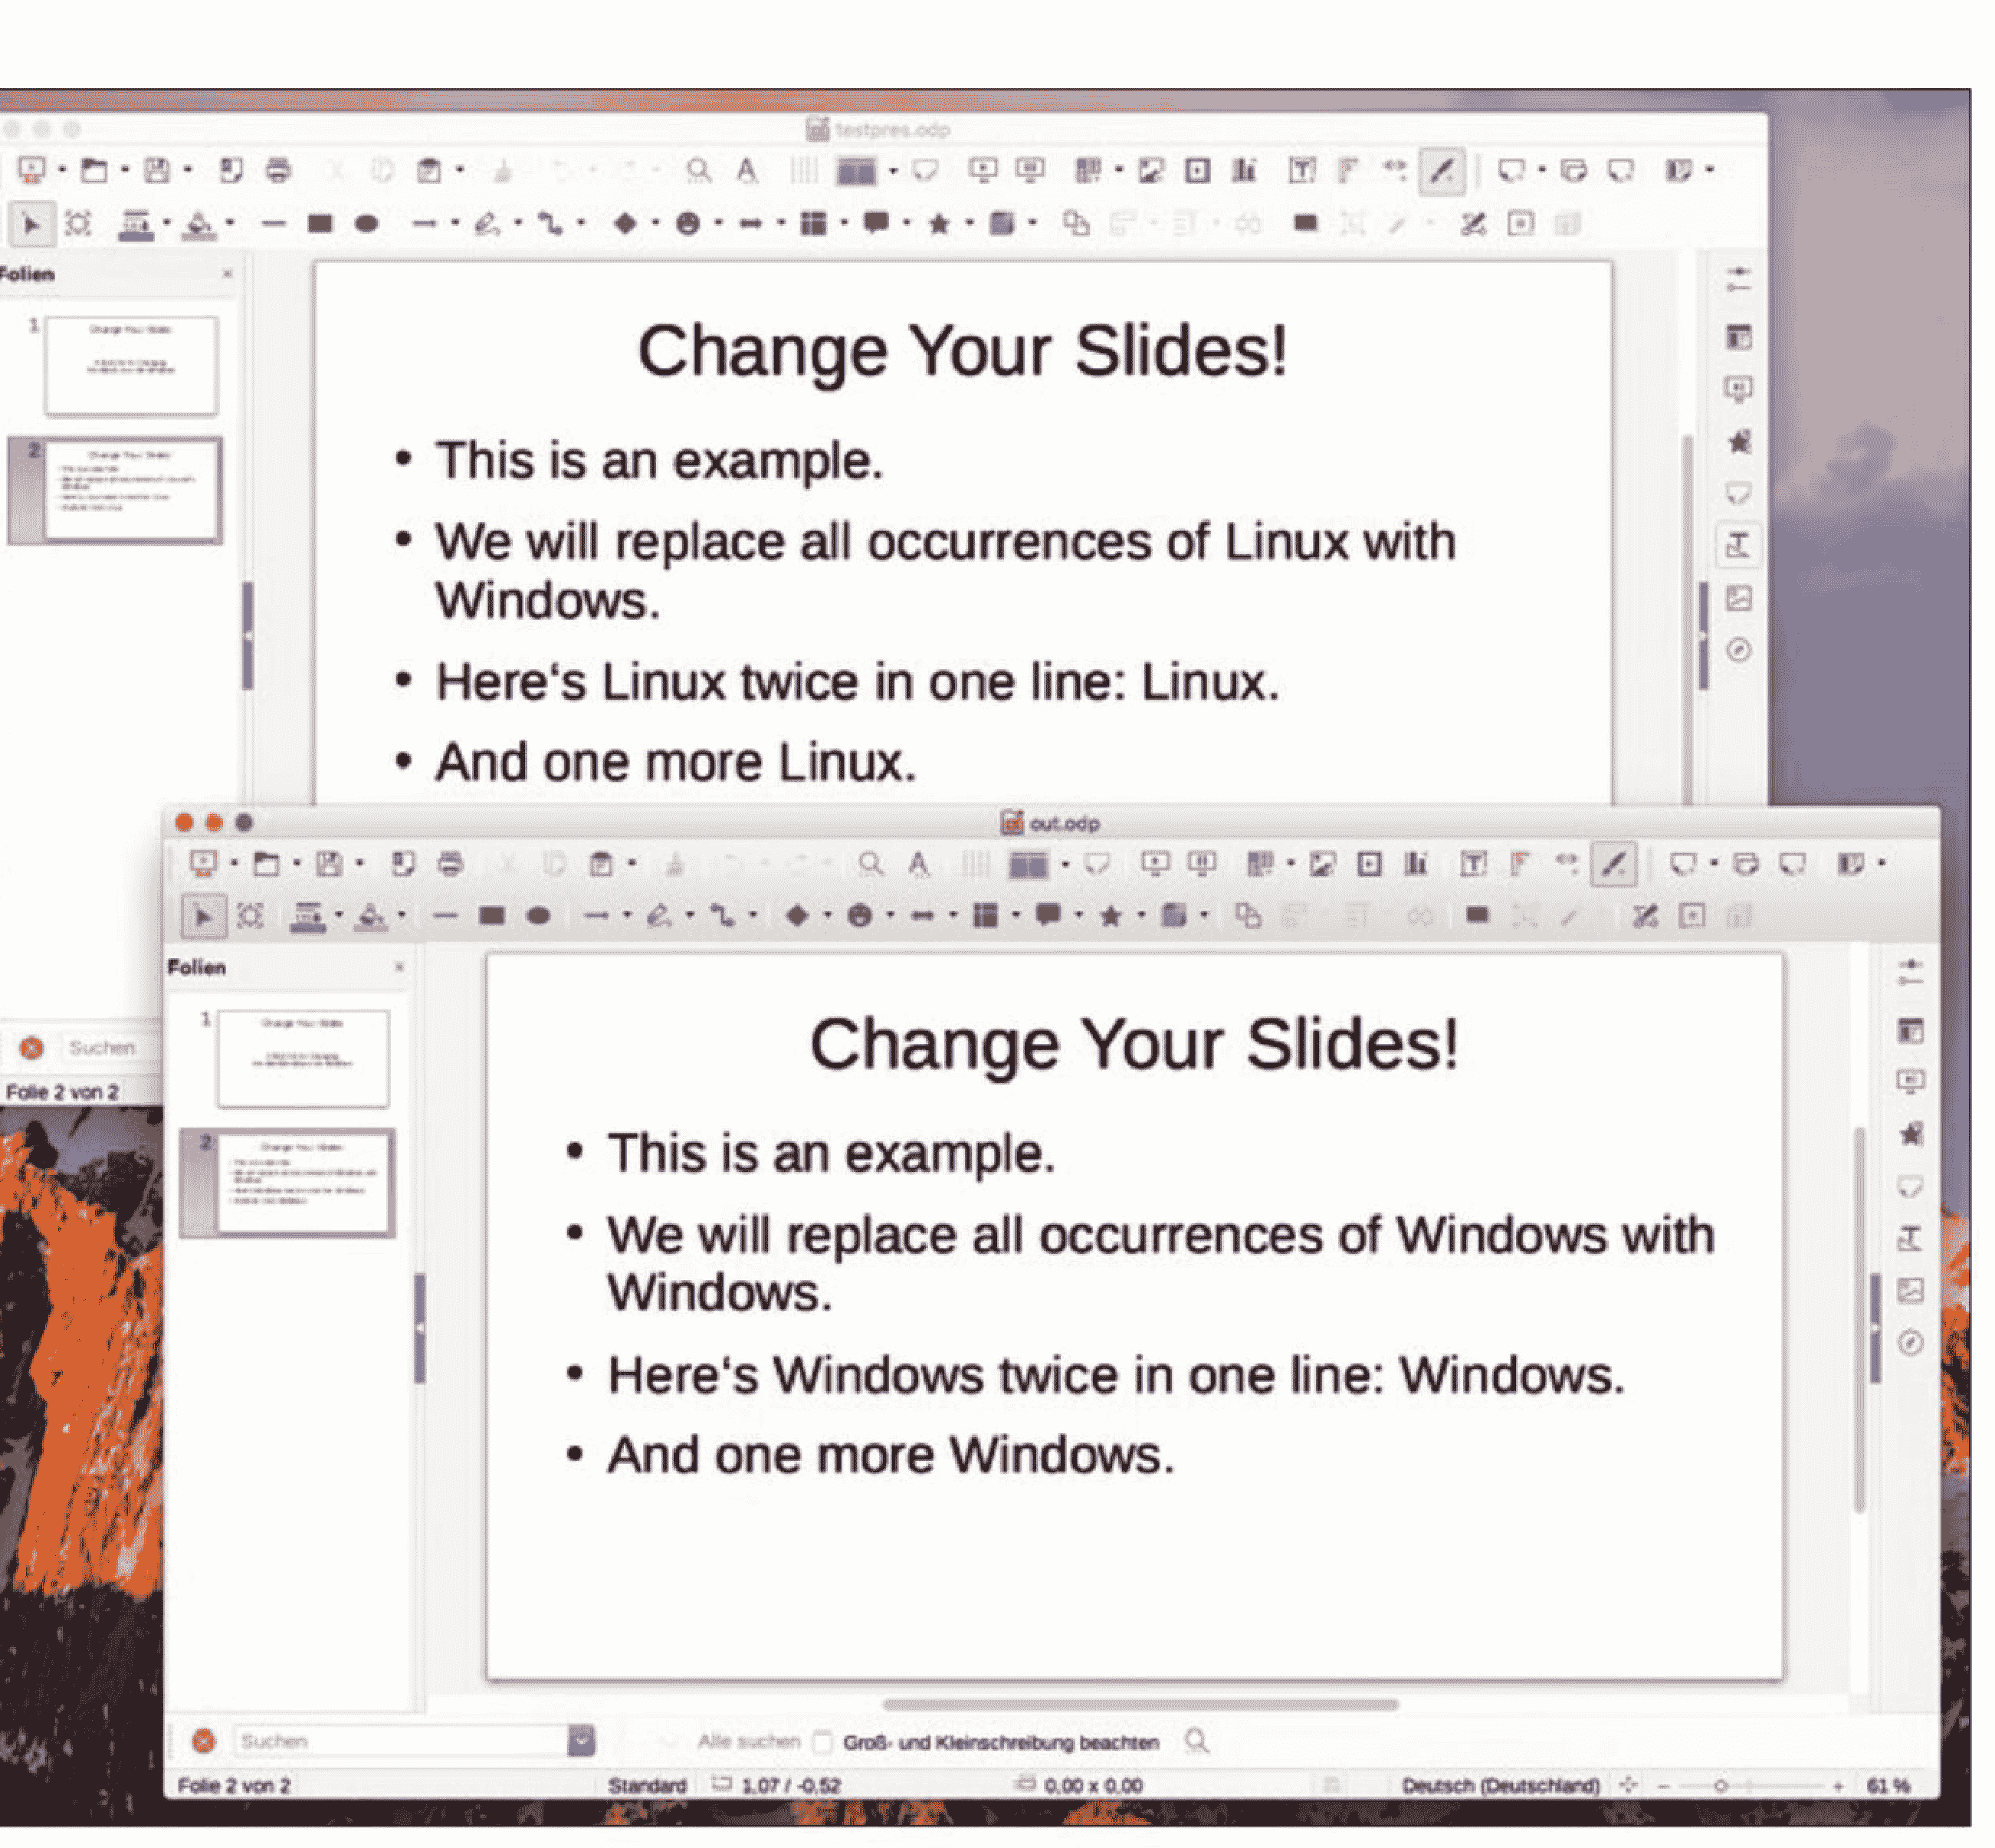 testpres.odp
Folien
1
2
Change Your Slides!
• This is an example.
• We will replace all occurrences of Linux with
Windows.
• Here‘s Linux twice in one line: Linux.
• And one more Linux.
Suchen
Folie 2 von 2
out.odp
Folien
1
2
Change Your Slides!
• This is an example.
• We will replace all occurrences of Windows with
Windows.
• Here‘s Windows twice in one line: Windows.
• And one more Windows.
Suchen
Alle suchen Groß- und Kleinschreibung beachten
Folie 2 von 2 Standard 1,07 / -0,52 0,00 x 0,00 Deutsch (Deutschland) 61 %